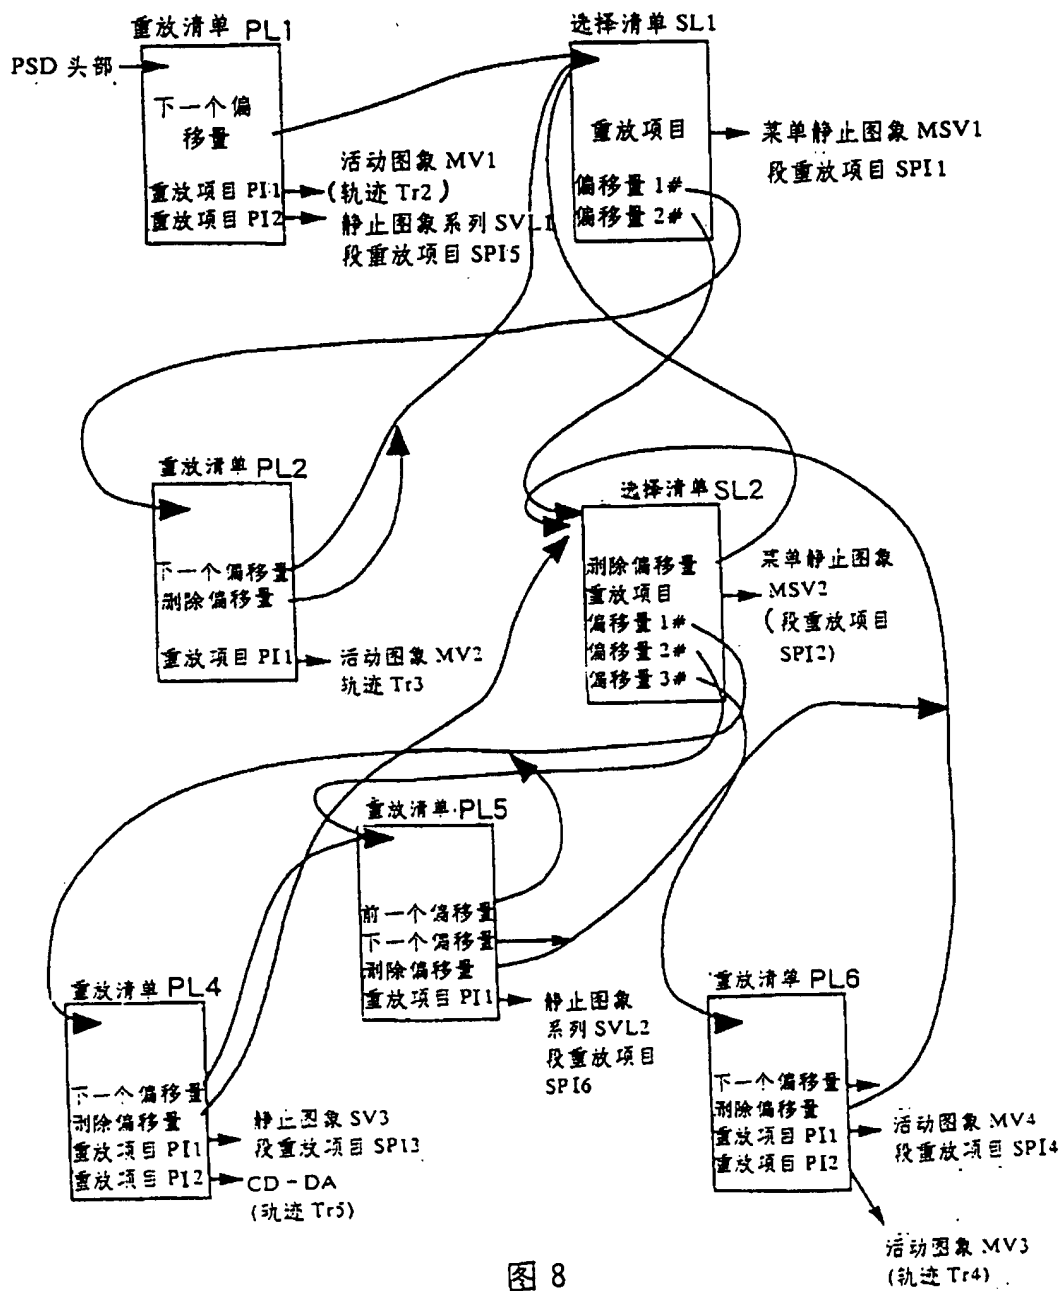 重放清单 PL1
PSD 头部
下一个偏
移量
重放项目 PI1
重放项目 PI2
活动图象 MV1
(轨迹 Tr2)
静止图象系列 SVL1
段重放项目 SPI5
选择清单 SL1
重放项目
偏移量 1#
偏移量 2#
菜单静止图象 MSV1
段重放项目 SPI1
重放清单 PL2
下一个偏移量
删除偏移量
重放项目 PI1
活动图象 MV2
轨迹 Tr3
选择清单 SL2
删除偏移量
重放项目
偏移量 1#
偏移量 2#
偏移量 3#
菜单静止图象
MSV2
(段重放项目
SPI2)
重放清单 PL5
前一个偏移量
下一个偏移量
删除偏移量
重放项目 PI1
静止图象
系列 SVL2
段重放项目
SPI6
重放清单 PL4
下一个偏移量
删除偏移量
重放项目 PI1
重放项目 PI2
静止图象 SV3
段重放项目 SPI3
CD-DA
(轨迹 Tr5)
重放清单 PL6
下一个偏移量
删除偏移量
重放项目 PI1
重放项目 PI2
活动图象 MV4
段重放项目 SPI4
活动图象 MV3
(轨迹 Tr4)
图 8